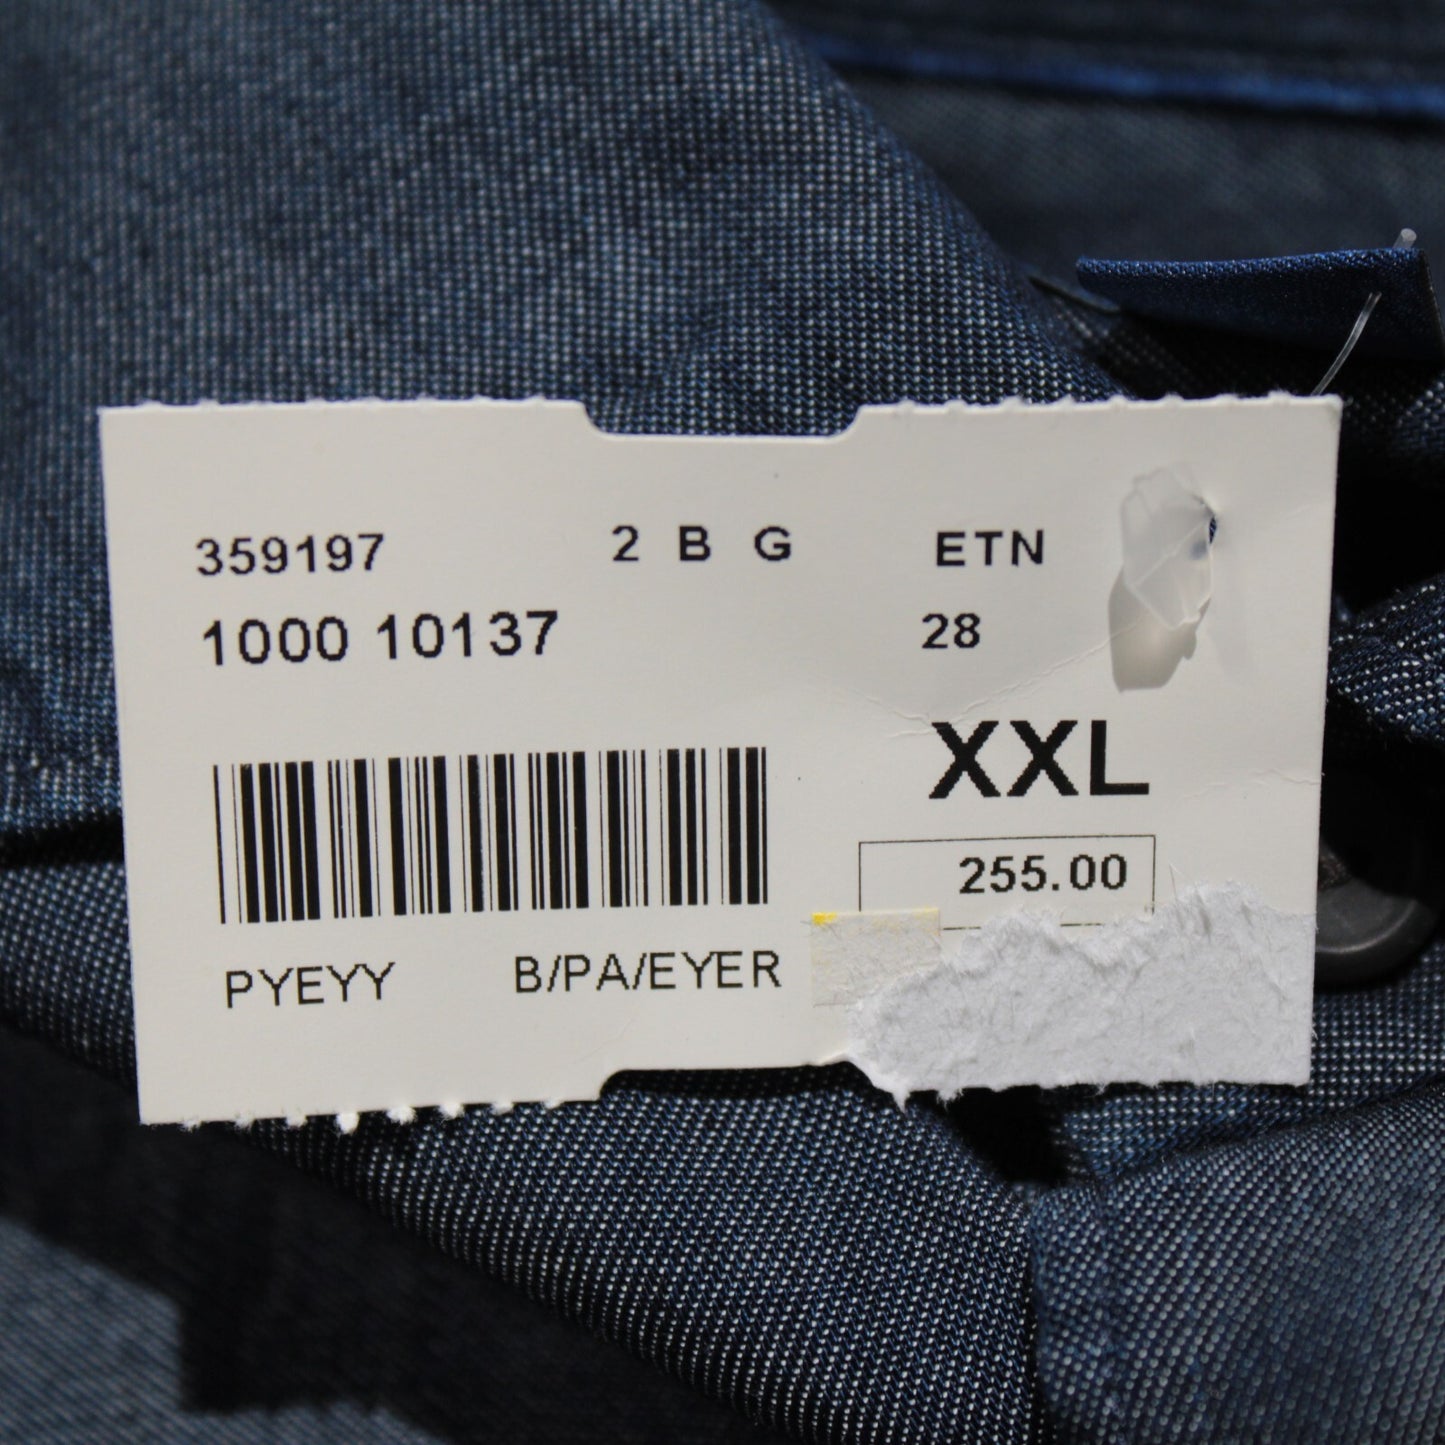 359197 2 B G ETN
1000 10137 28
XXL
255.00
PYEYY B/PA/EYER